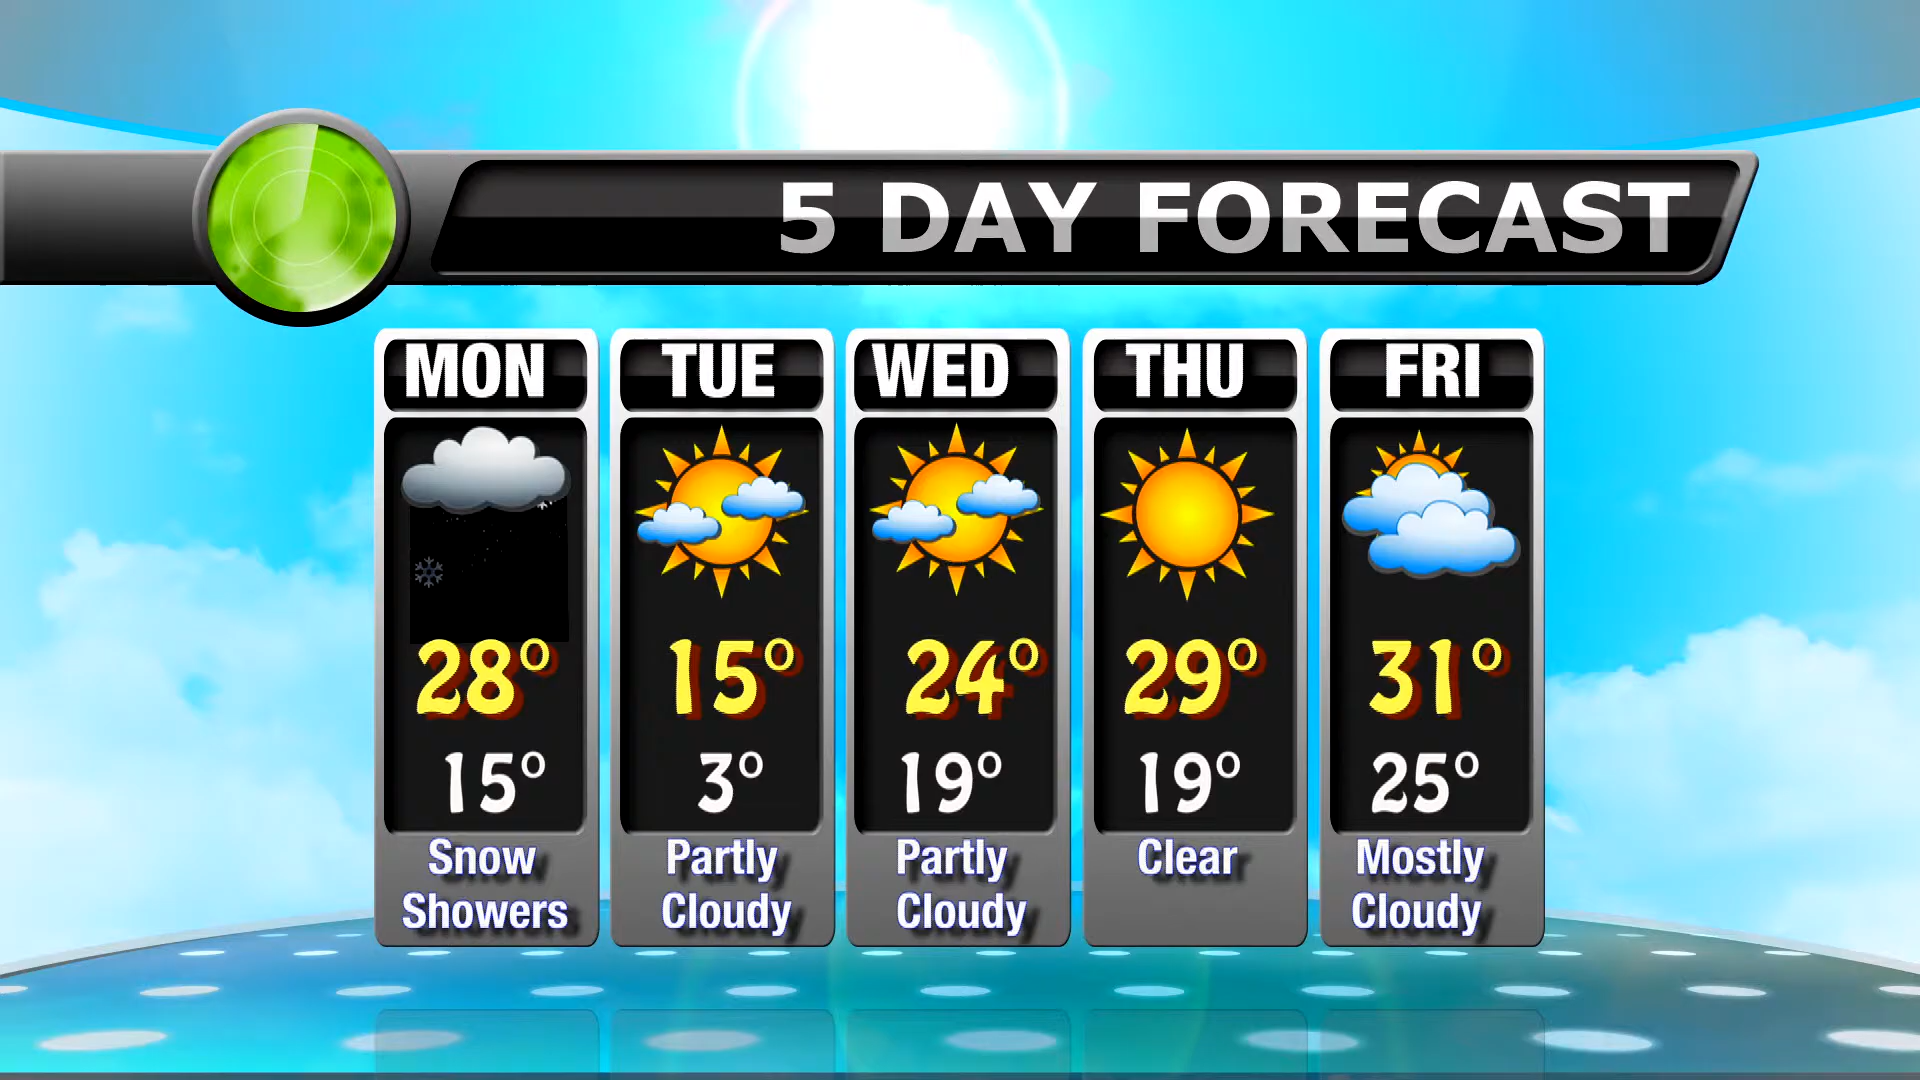 5 DAY FORECAST
MON TUE WED THU FRI
28° 15° 24° 29° 31°
15° 3° 19° 19° 25°
Snow Partly Partly Clear Mostly
Showers Cloudy Cloudy Cloudy